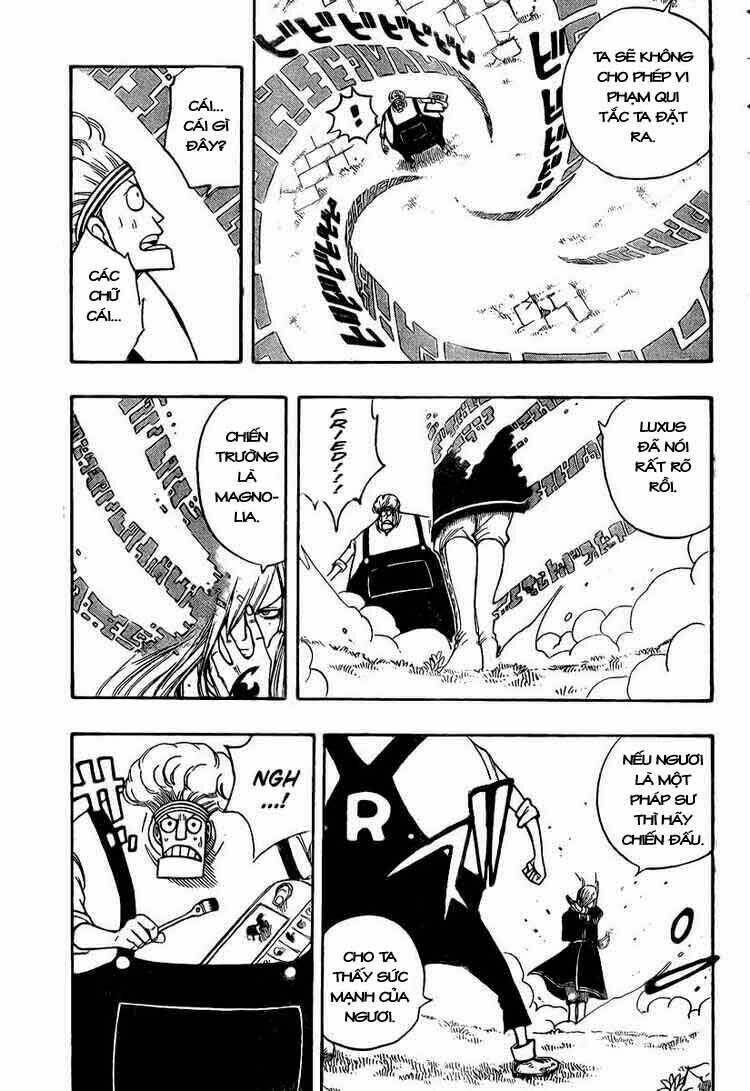 TA SẼ KHÔNG
CHO PHÉP VI
PHẠM QUI
TẮC TA ĐẶT
RA.
!
CÁI...
CÁI GÌ
ĐÂY?
CÁC
CHỮ
CÁI...
LUXUS
ĐÃ NÓI
RẤT RÕ
RỒI.
FRIED!!!
CHIẾN
TRƯỜNG
LÀ
MAGNO-
LIA.
NẾU NGƯƠI
LÀ MỘT
PHÁP SƯ
THÌ HÃY
CHIẾN ĐẤU.
R
CHO TA
THẤY SỨC
MẠNH CỦA
NGƯƠI.
NGH
...!